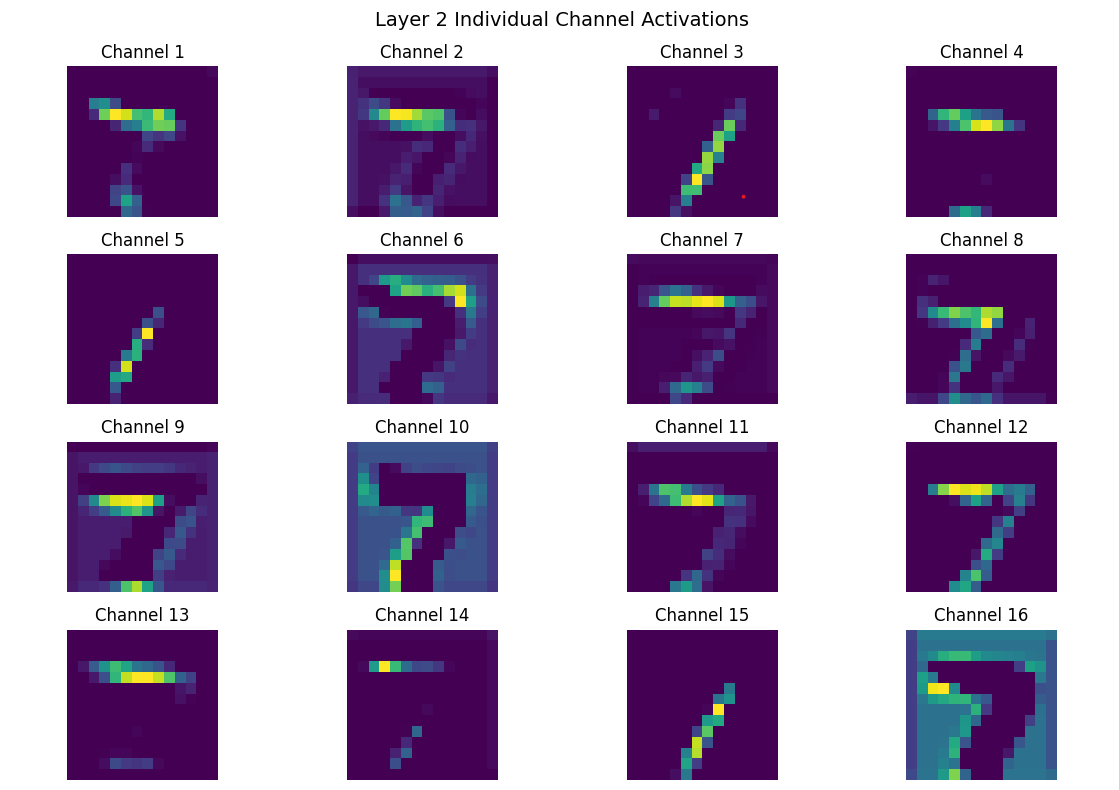 Layer 2 Individual Channel Activations
Channel 1
Channel 2
Channel 3
Channel 4
Channel 5
Channel 6
Channel 7
Channel 8
Channel 9
Channel 10
Channel 11
Channel 12
Channel 13
Channel 14
Channel 15
Channel 16